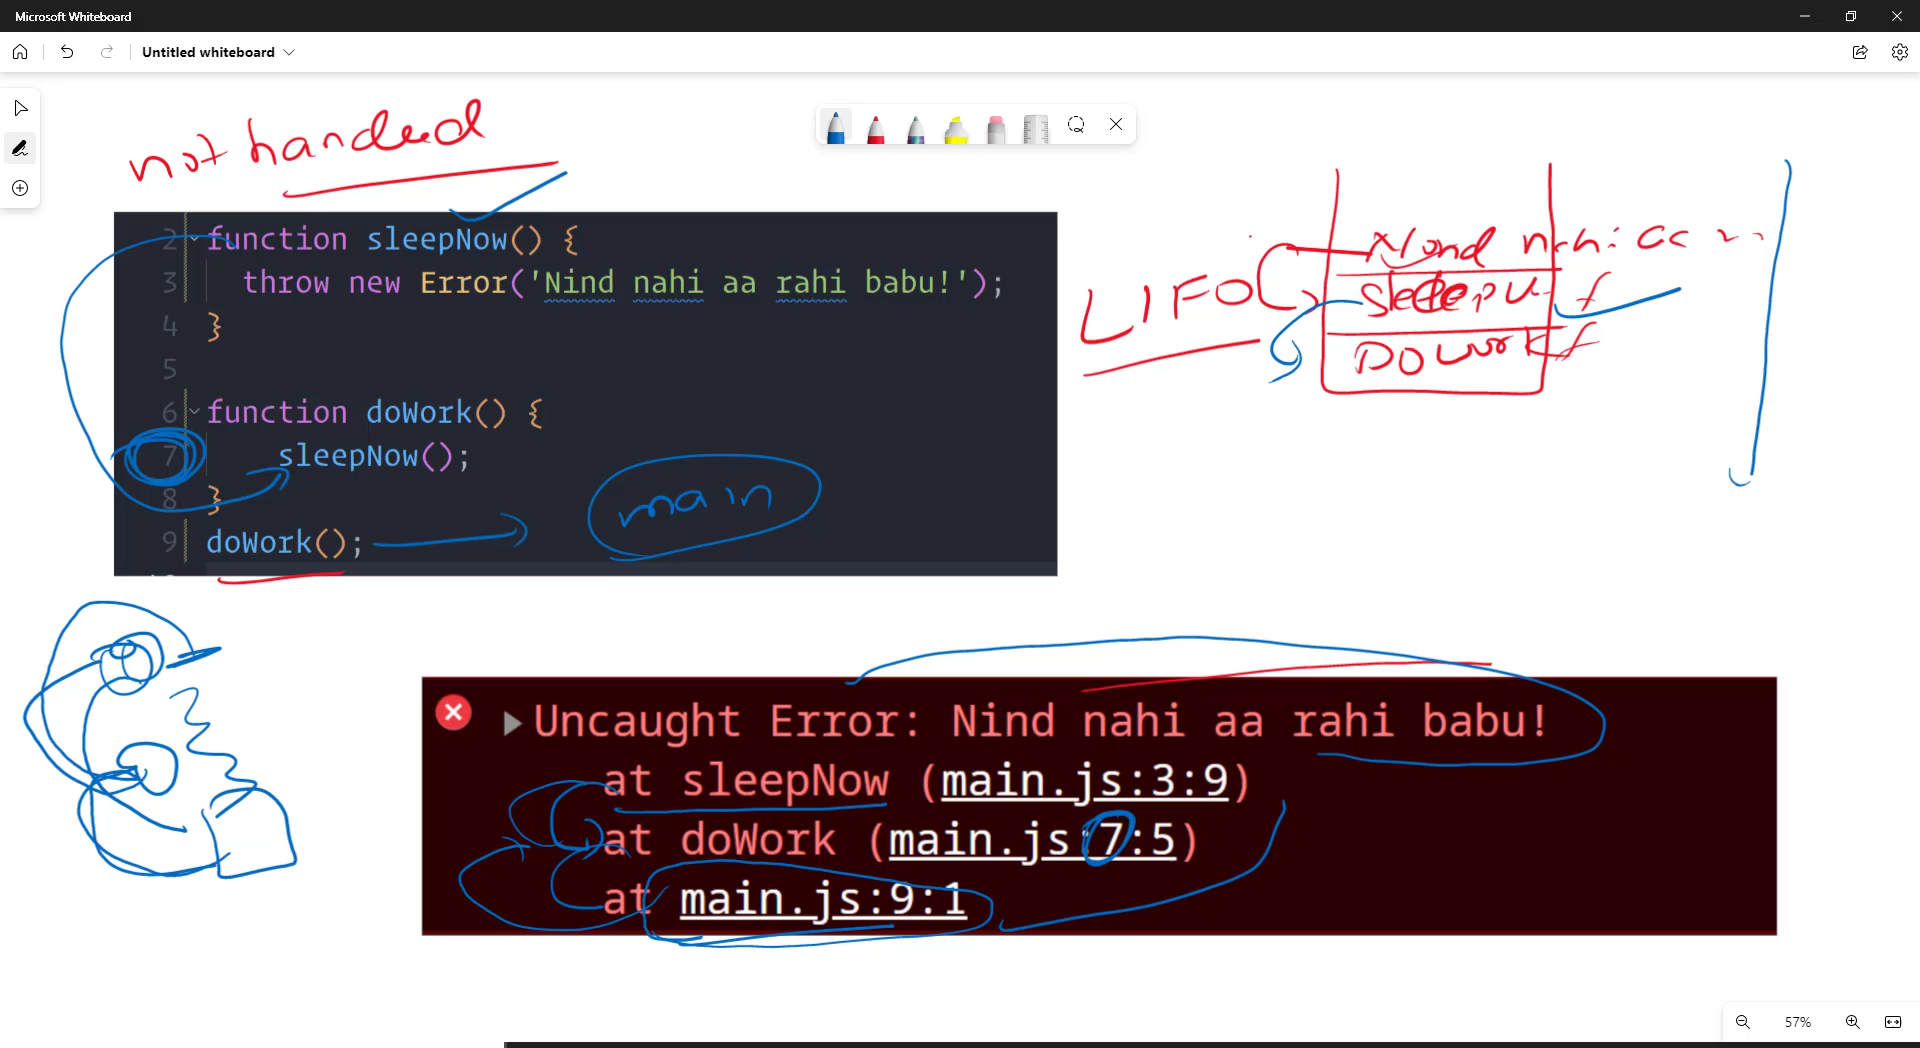 Microsoft Whiteboard
Untitled whiteboard
not handled
2 function sleepNow() {
3 throw new Error('Nind nahi aa rahi babu!');
4 }
5
6 function doWork() {
7 sleepNow();
8 }
9 doWork();
main
LIFO
Nind nahi aa
f
DOWork f
Uncaught Error: Nind nahi aa rahi babu!
at sleepNow (main.js:3:9)
at doWork (main.js:7:5)
at main.js:9:1
57%